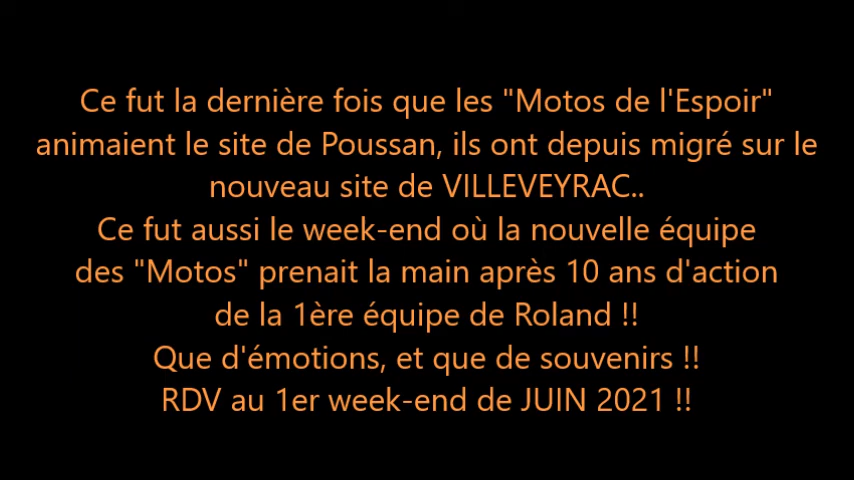 Ce fut la dernière fois que les "Motos de l'Espoir"
animaient le site de Poussan, ils ont depuis migré sur le
nouveau site de VILLEVEYRAC..
Ce fut aussi le week-end où la nouvelle équipe
des "Motos" prenait la main après 10 ans d'action
de la 1ère équipe de Roland !!
Que d'émotions, et que de souvenirs !!
RDV au 1er week-end de JUIN 2021 !!